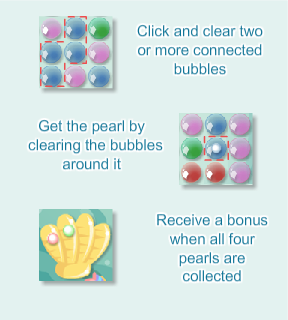 Click and clear two
or more connected
bubbles
Get the pearl by
clearing the bubbles
around it
Receive a bonus
when all four
pearls are
collected